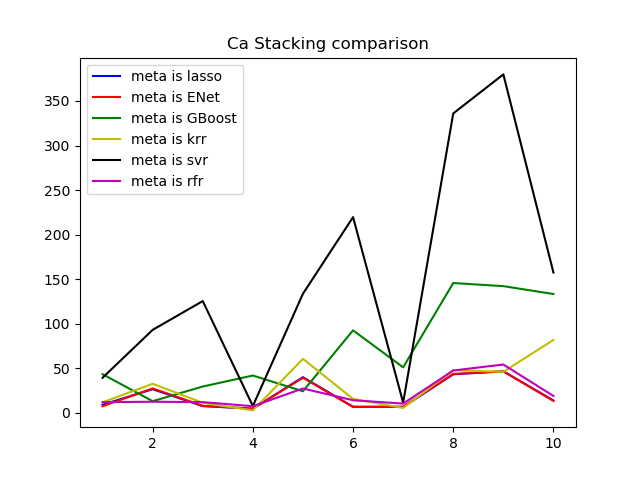 Ca Stacking comparison
meta is lasso
meta is ENet
meta is GBoost
meta is krr
meta is svr
meta is rfr
350
300
250
200
150
100
50
0
2
4
6
8
10